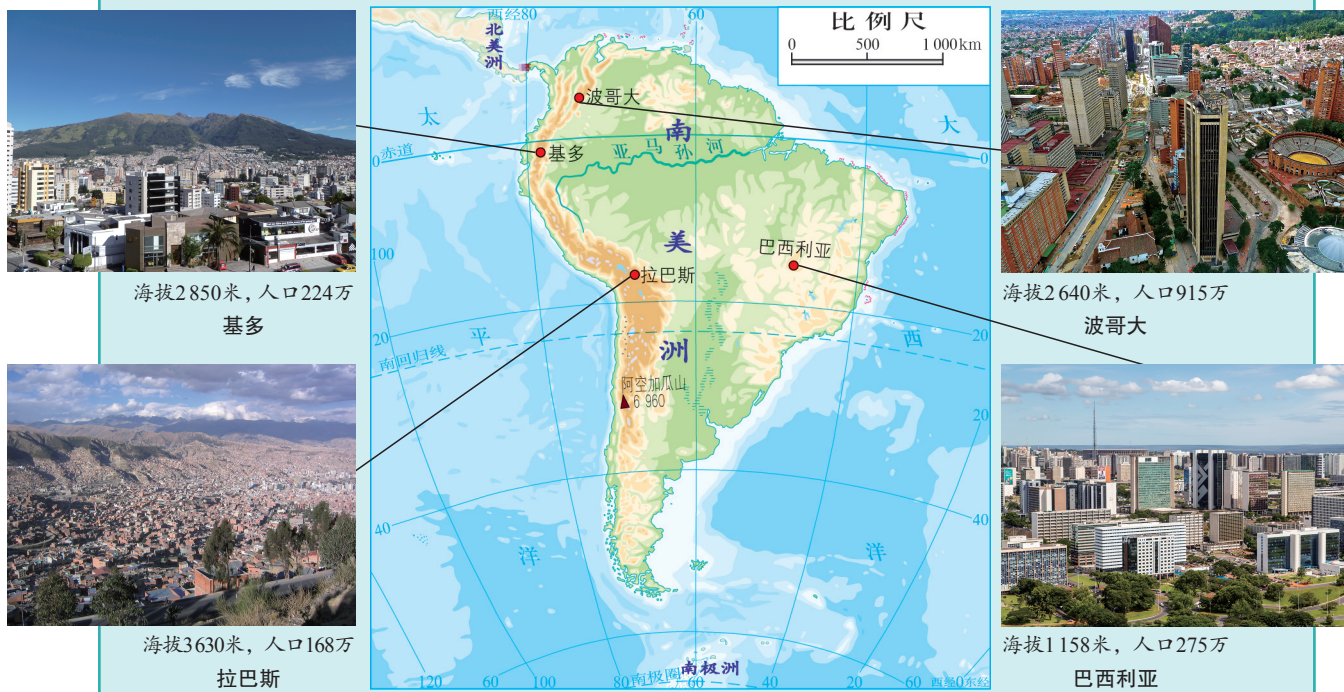 海拔2850米，人口224万
基多
海拔3630米，人口168万
拉巴斯
西经80
60
比例尺
0 500 1000km
北美洲
太
大
波哥大
南
赤道
0
基多
亚马孙河
0
美
巴西利亚
100
拉巴斯
20
平
西
20
南回归线
洲
阿空加瓜山
6 960
20
40
40
洋
洋
南极圈
南极洲
120
60
100
80
60
40
20
60
西经0东经
海拔2640米，人口915万
波哥大
海拔1158米，人口275万
巴西利亚